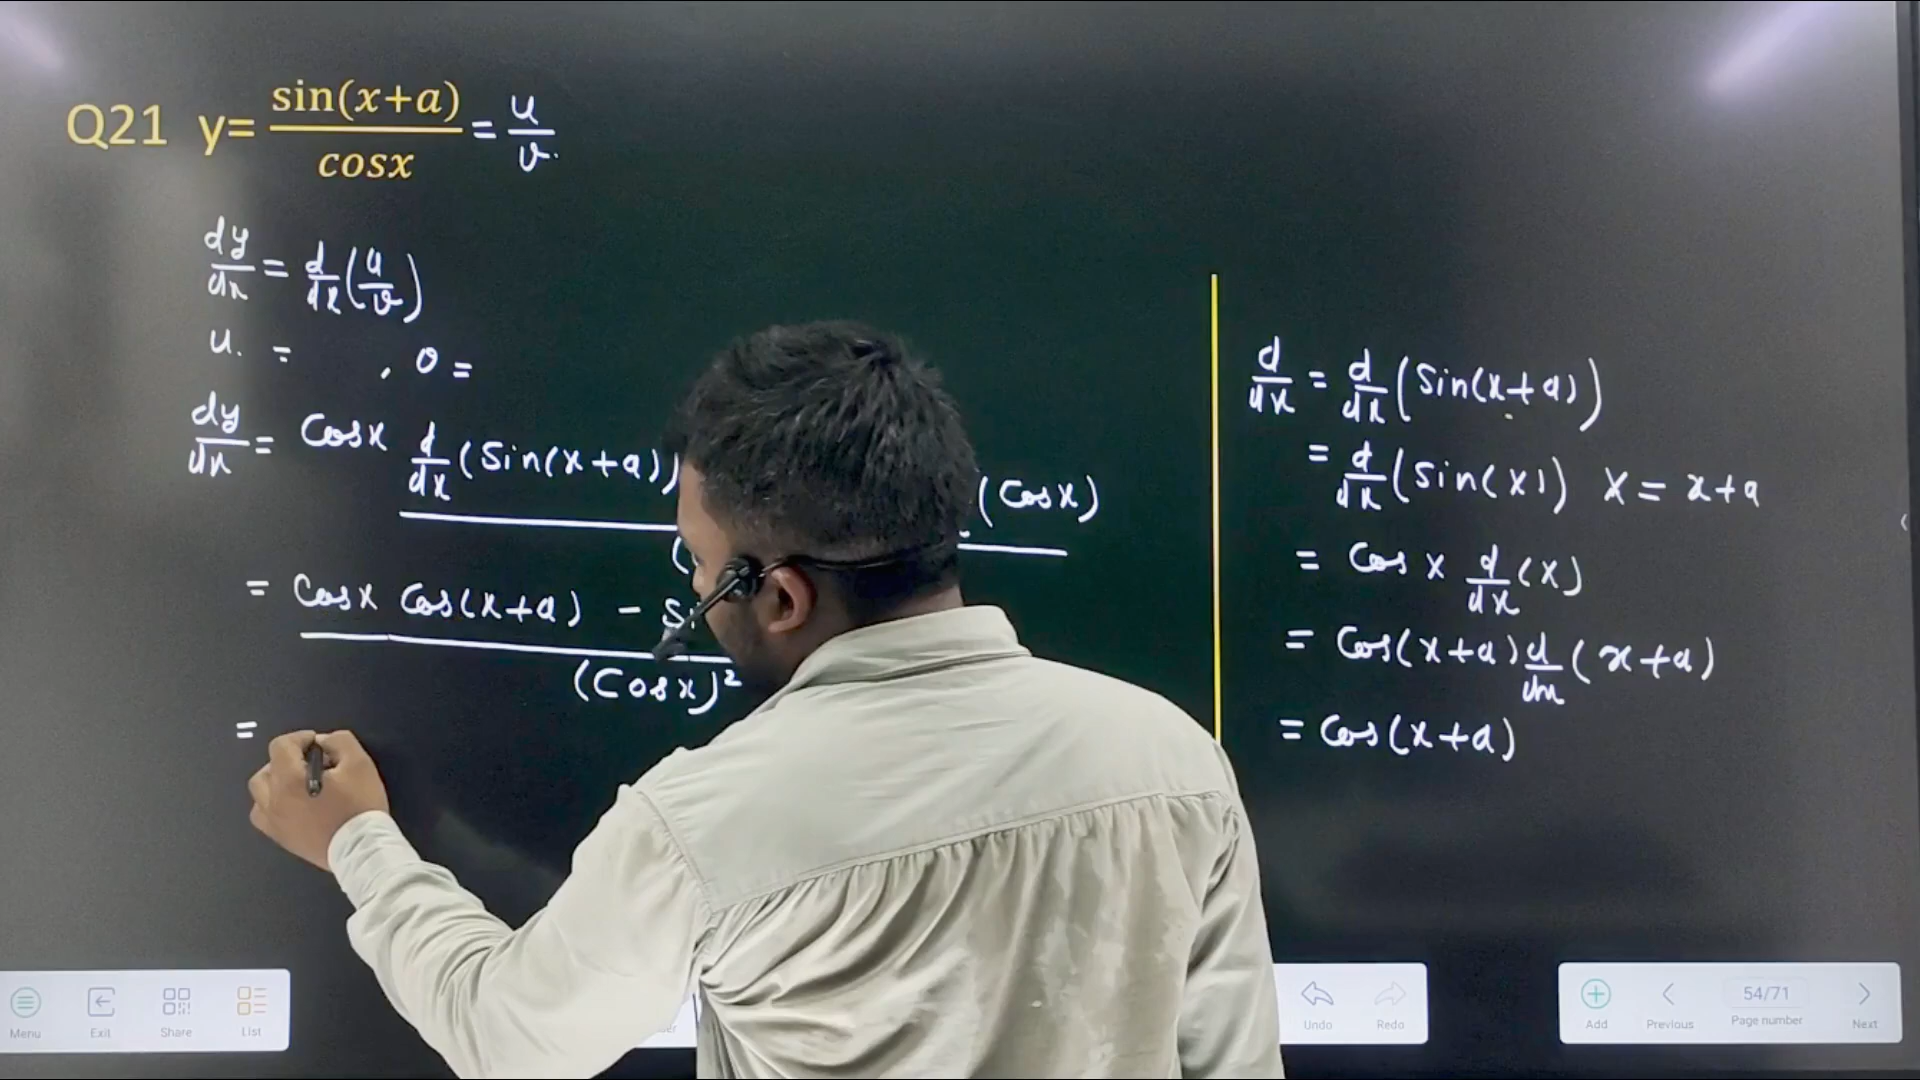 Q21 y= sin(x+a)/cosx = u/v.
dy/dx = d/dx (u/v)
u. = , v =
dy/dx = Cosx d/dx (Sin(x+a)) (Cosx)
(
= Cosx Cos(x+a) - Si
(Cosx)²
=
d/dx = d/dx (Sin(x+a))
= d/dx (Sin(X)) X = x+a
= Cos X d/dx (X)
= Cos(x+a) d/dx (x+a)
= Cos(x+a)
Menu Exit Share List
Undo Redo
Add Previous 54/71 Page number Next